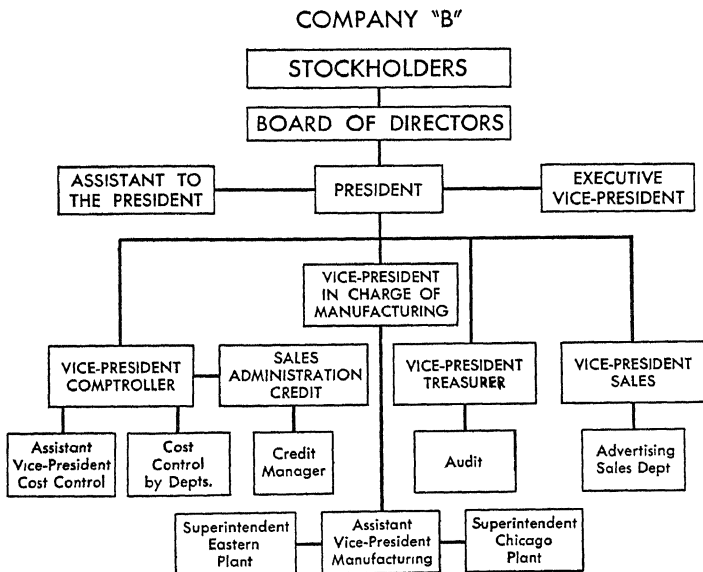 COMPANY "B"
STOCKHOLDERS
BOARD OF DIRECTORS
ASSISTANT TO
THE PRESIDENT
PRESIDENT
EXECUTIVE
VICE-PRESIDENT
VICE-PRESIDENT
IN CHARGE OF
MANUFACTURING
VICE-PRESIDENT
COMPTROLLER
SALES
ADMINISTRATION
CREDIT
VICE-PRESIDENT
TREASURER
VICE-PRESIDENT
SALES
Assistant
Vice-President
Cost Control
Cost
Control
by Depts.
Credit
Manager
Audit
Advertising
Sales Dept
Superintendent
Eastern
Plant
Assistant
Vice-President
Manufacturing
Superintendent
Chicago
Plant